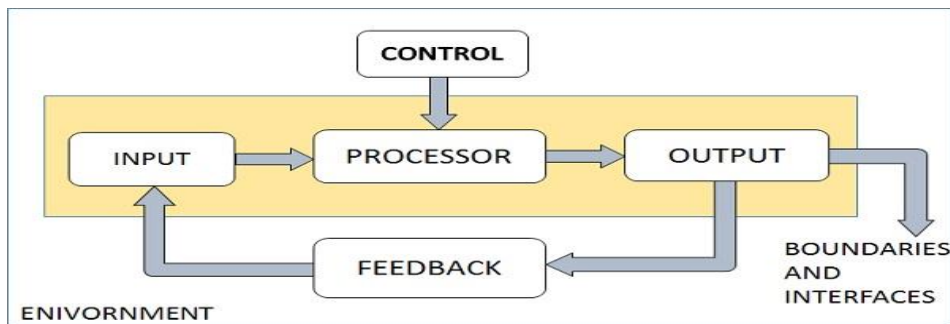 CONTROL
INPUT
PROCESSOR
OUTPUT
FEEDBACK
BOUNDARIES
AND
INTERFACES
ENIVORNMENT